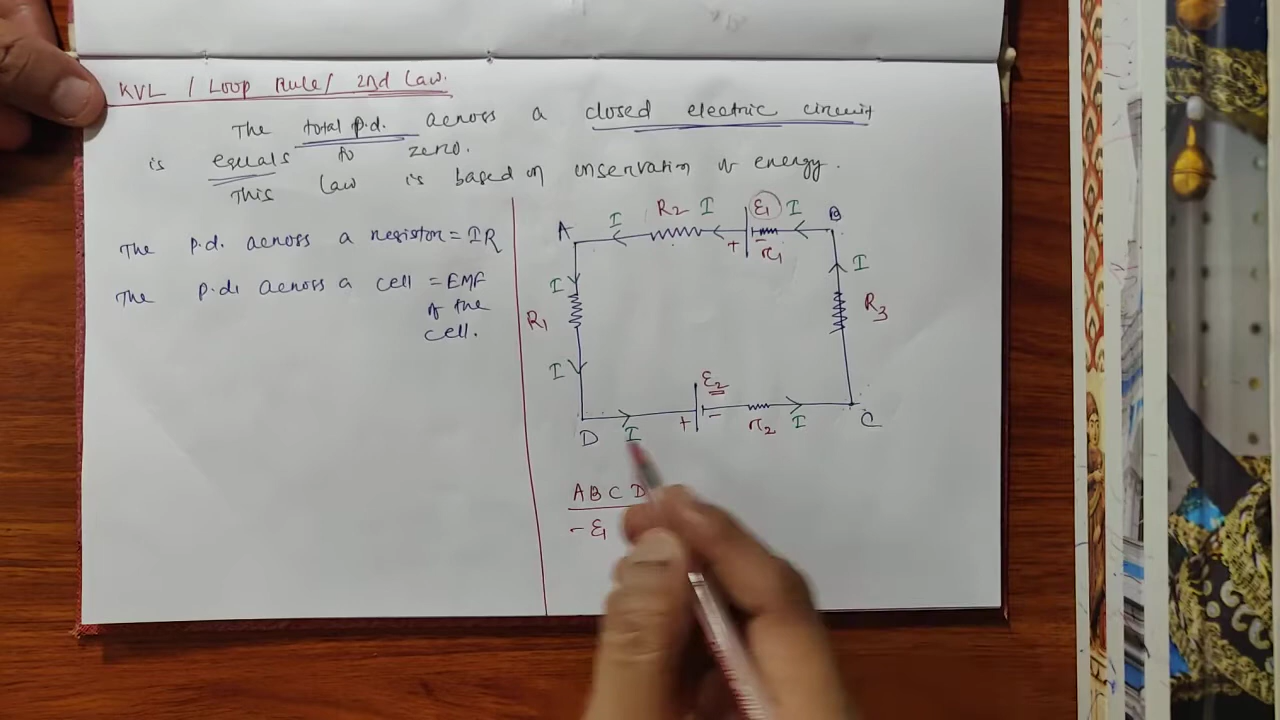 KVL / Loop Rule / 2nd Law.
The total p.d. across a closed electric circuit
is equals to zero.
This law is based on conservation of energy.
The p.d. across a resistor = IR
The p.d. across a cell = EMF
of the
cell.
A I R2 I ε1 I B
+ - r1
I I
R1 R3
I
ε2
D I + - r2 I C
A B C D
- ε1